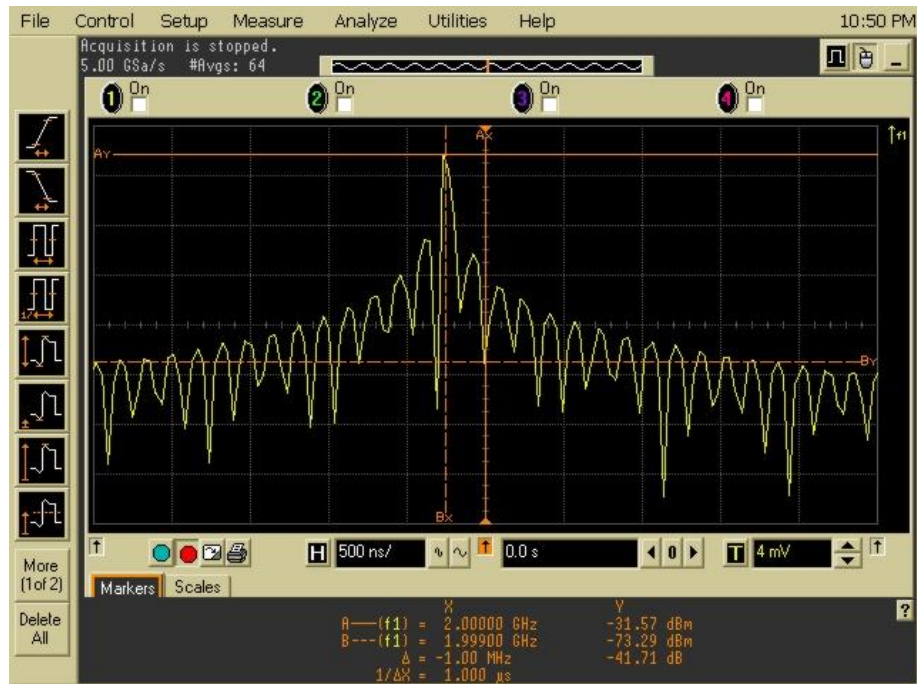 File Control Setup Measure Analyze Utilities Help 10:50 PM
Acquisition is stopped.
5.00 GSa/s #Avgs: 64
1 On 2 On 3 On 4 On
Ax
f1
Ay
By
Bx
1/
More
(1of 2)
Delete
All
H 500 ns/ 0.0 s 0 T 4 mV
Markers Scales
?
X Y
A——(f1) = 2.00000 GHz -31.57 dBm
B---(f1) = 1.99900 GHz -73.29 dBm
Δ = -1.00 MHz -41.71 dB
1/ΔX = 1.000 µs